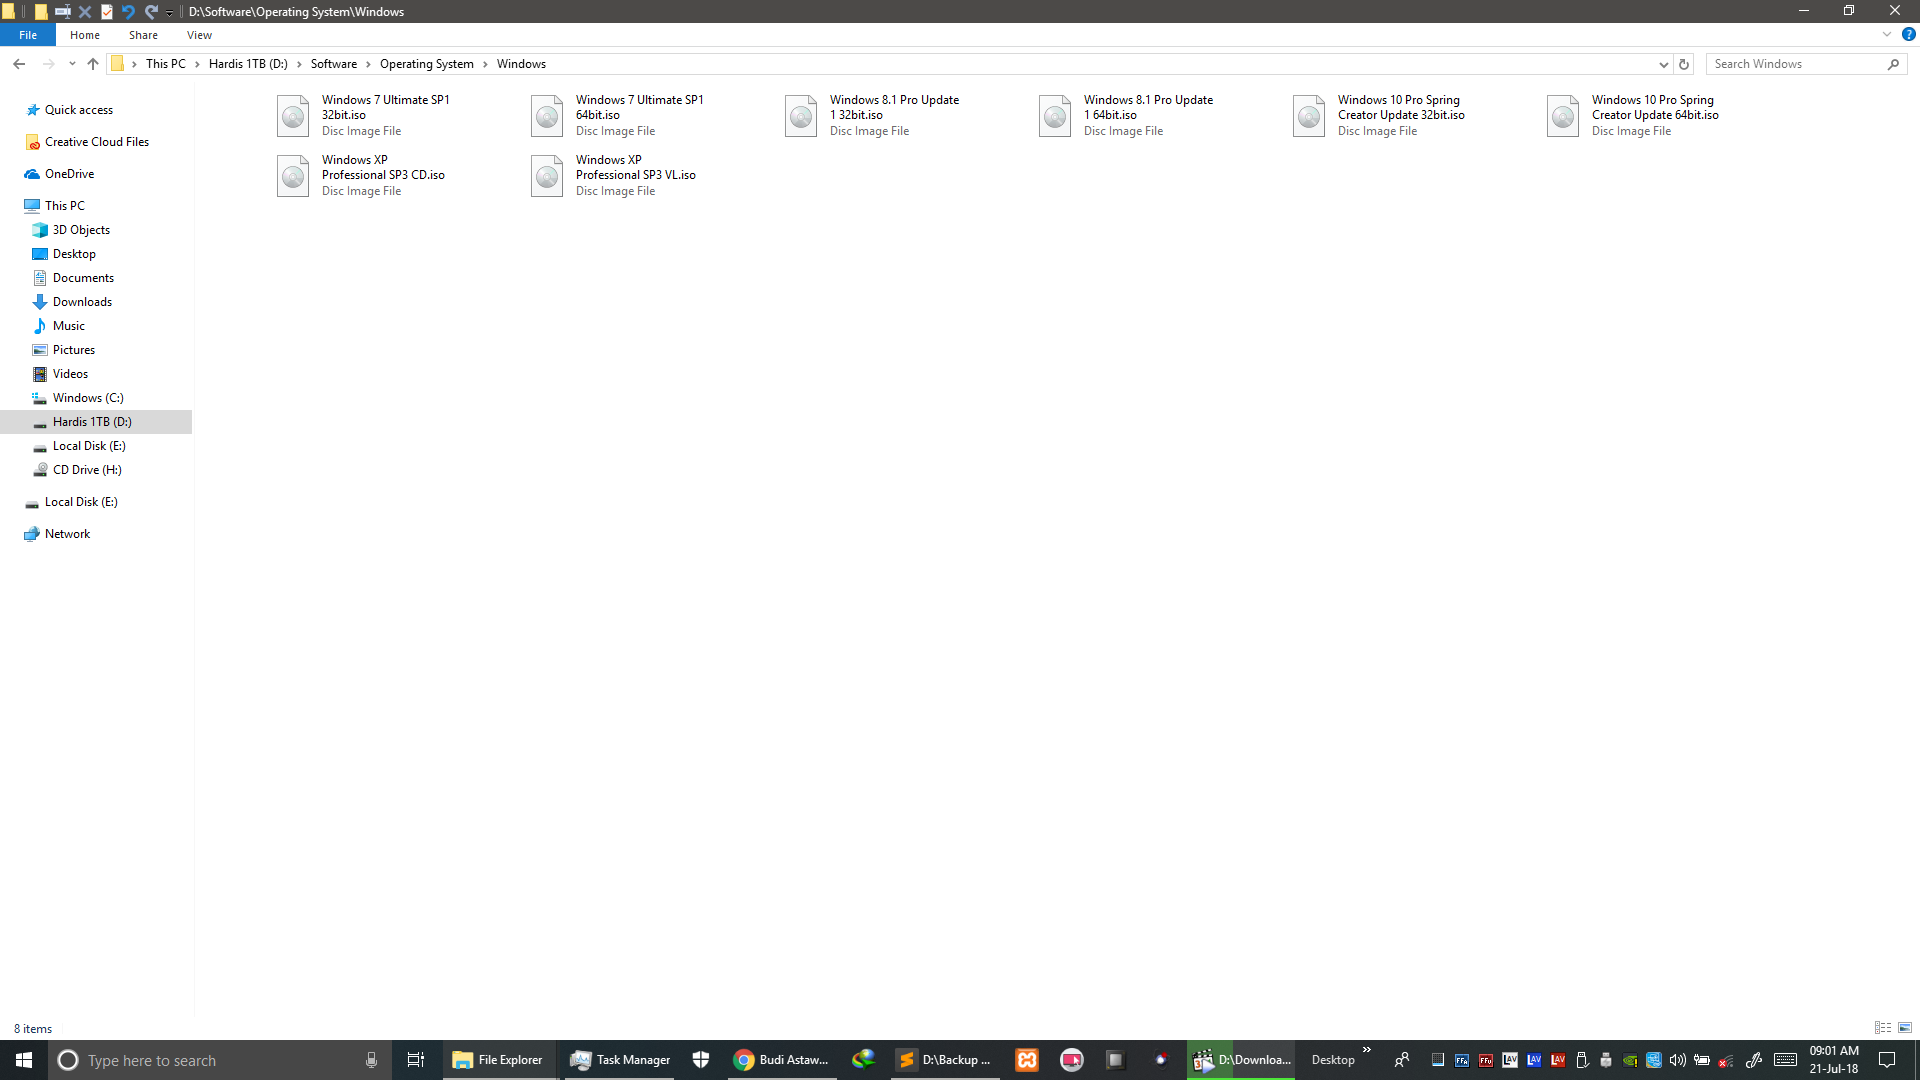 D:\Software\Operating System\Windows
File Home Share View
This PC Hardis 1TB (D:) Software Operating System Windows
Search Windows
Quick access
Creative Cloud Files
OneDrive
This PC
3D Objects
Desktop
Documents
Downloads
Music
Pictures
Videos
Windows (C:)
Hardis 1TB (D:)
Local Disk (E:)
CD Drive (H:)
Local Disk (E:)
Network
Windows 7 Ultimate SP1
32bit.iso
Disc Image File
Windows 7 Ultimate SP1
64bit.iso
Disc Image File
Windows 8.1 Pro Update
1 32bit.iso
Disc Image File
Windows 8.1 Pro Update
1 64bit.iso
Disc Image File
Windows 10 Pro Spring
Creator Update 32bit.iso
Disc Image File
Windows 10 Pro Spring
Creator Update 64bit.iso
Disc Image File
Windows XP
Professional SP3 CD.iso
Disc Image File
Windows XP
Professional SP3 VL.iso
Disc Image File
8 items
Type here to search
File Explorer
Task Manager
Budi Astaw...
D:\Backup ...
D:\Downloa...
Desktop
FFa
FFv
LAV
LAV
LAV
09:01 AM
21-Jul-18